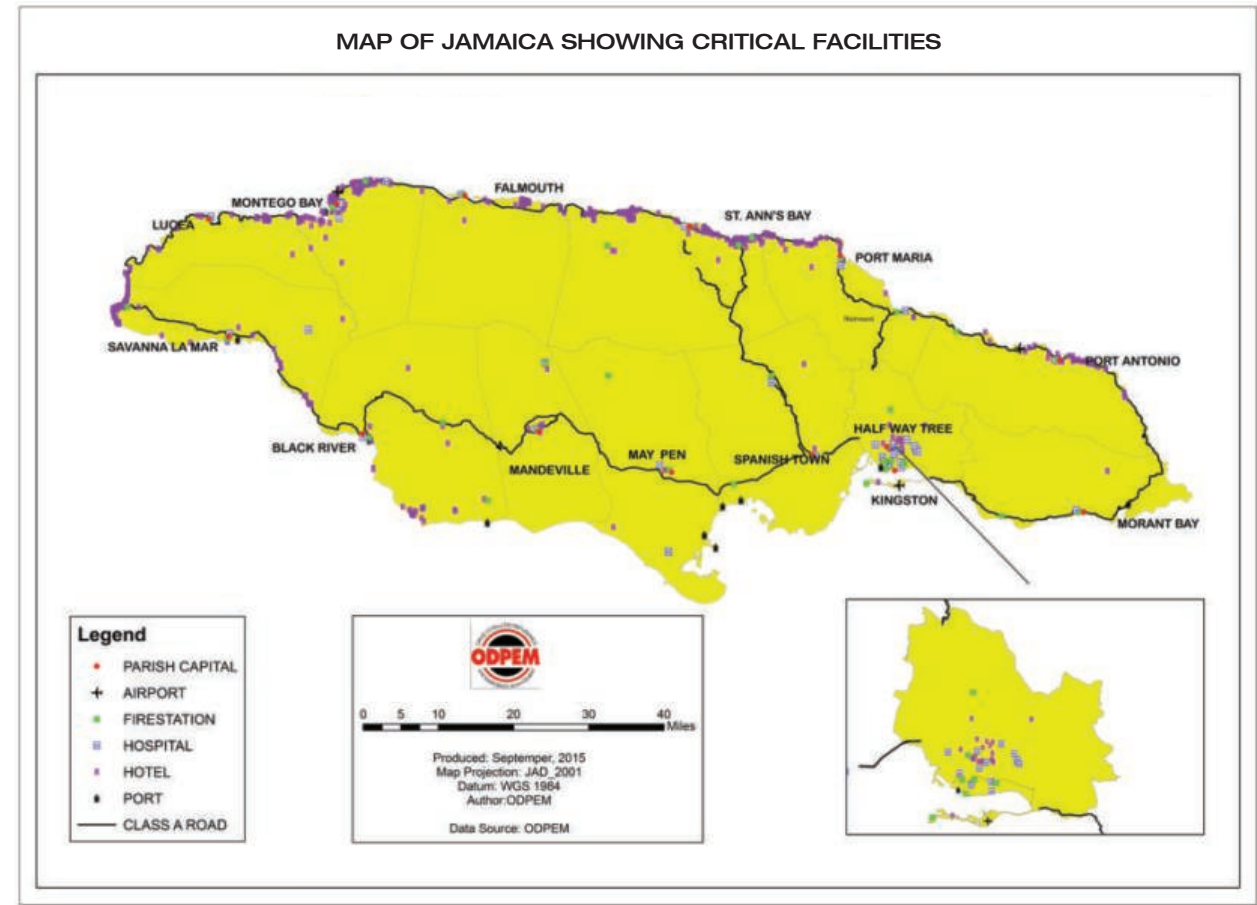 MAP OF JAMAICA SHOWING CRITICAL FACILITIES
FALMOUTH
MONTEGO BAY
ST. ANN'S BAY
LUCEA
PORT MARIA
SAVANNA LA MAR
PORT ANTONIO
HALF WAY TREE
BLACK RIVER
MAY PEN
SPANISH TOWN
MANDEVILLE
KINGSTON
MORANT BAY
Legend
PARISH CAPITAL
AIRPORT
FIRESTATION
HOSPITAL
HOTEL
PORT
CLASS A ROAD
ODPEM
0 5 10 20 30 40
Miles
Produced: Septemper, 2015
Map Projection: JAD_2001
Datum: WGS 1984
Author:ODPEM
Data Source: ODPEM